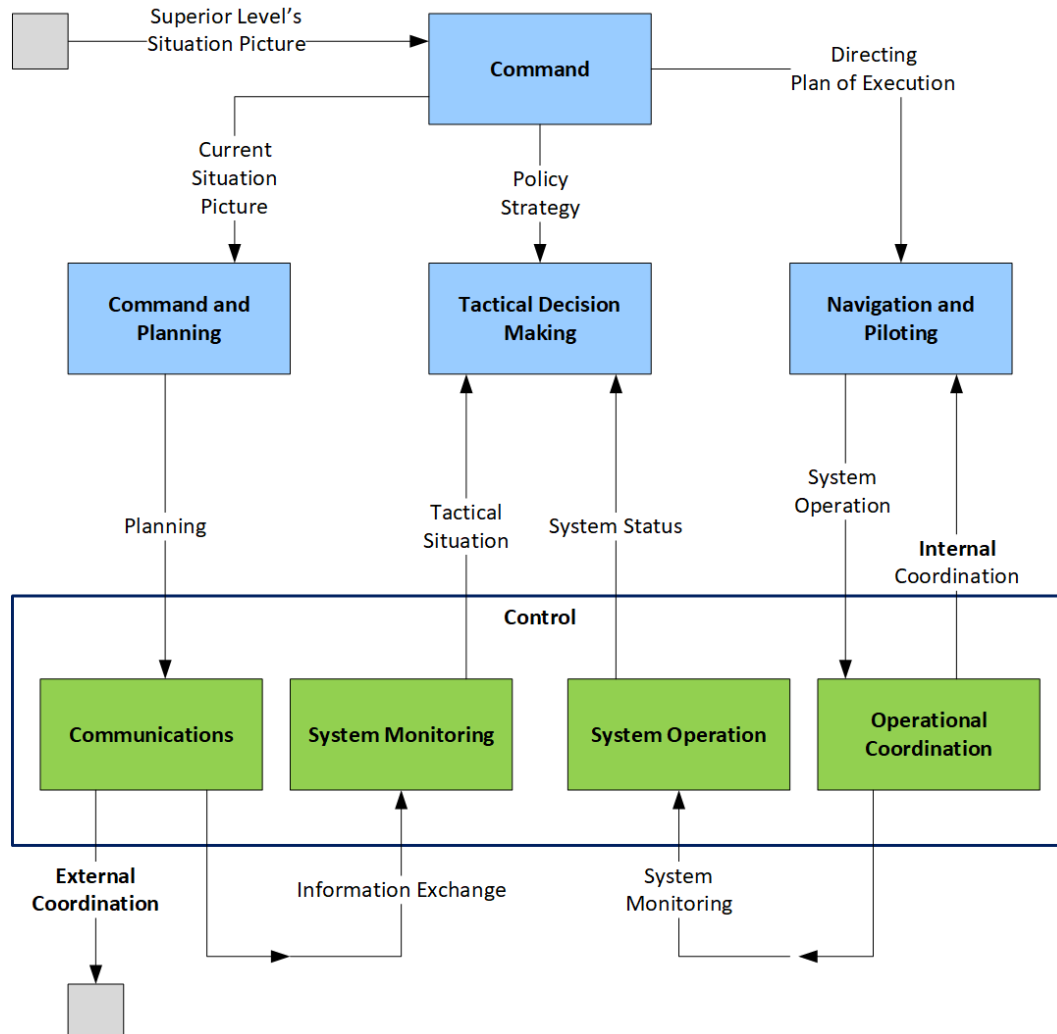 Superior Level's
Situation Picture
Command
Directing
Plan of Execution
Current
Situation
Picture
Policy
Strategy
Command and
Planning
Tactical Decision
Making
Navigation and
Piloting
Planning
Tactical
Situation
System Status
System
Operation
Internal
Coordination
Control
Communications
System Monitoring
System Operation
Operational
Coordination
External
Coordination
Information Exchange
System
Monitoring